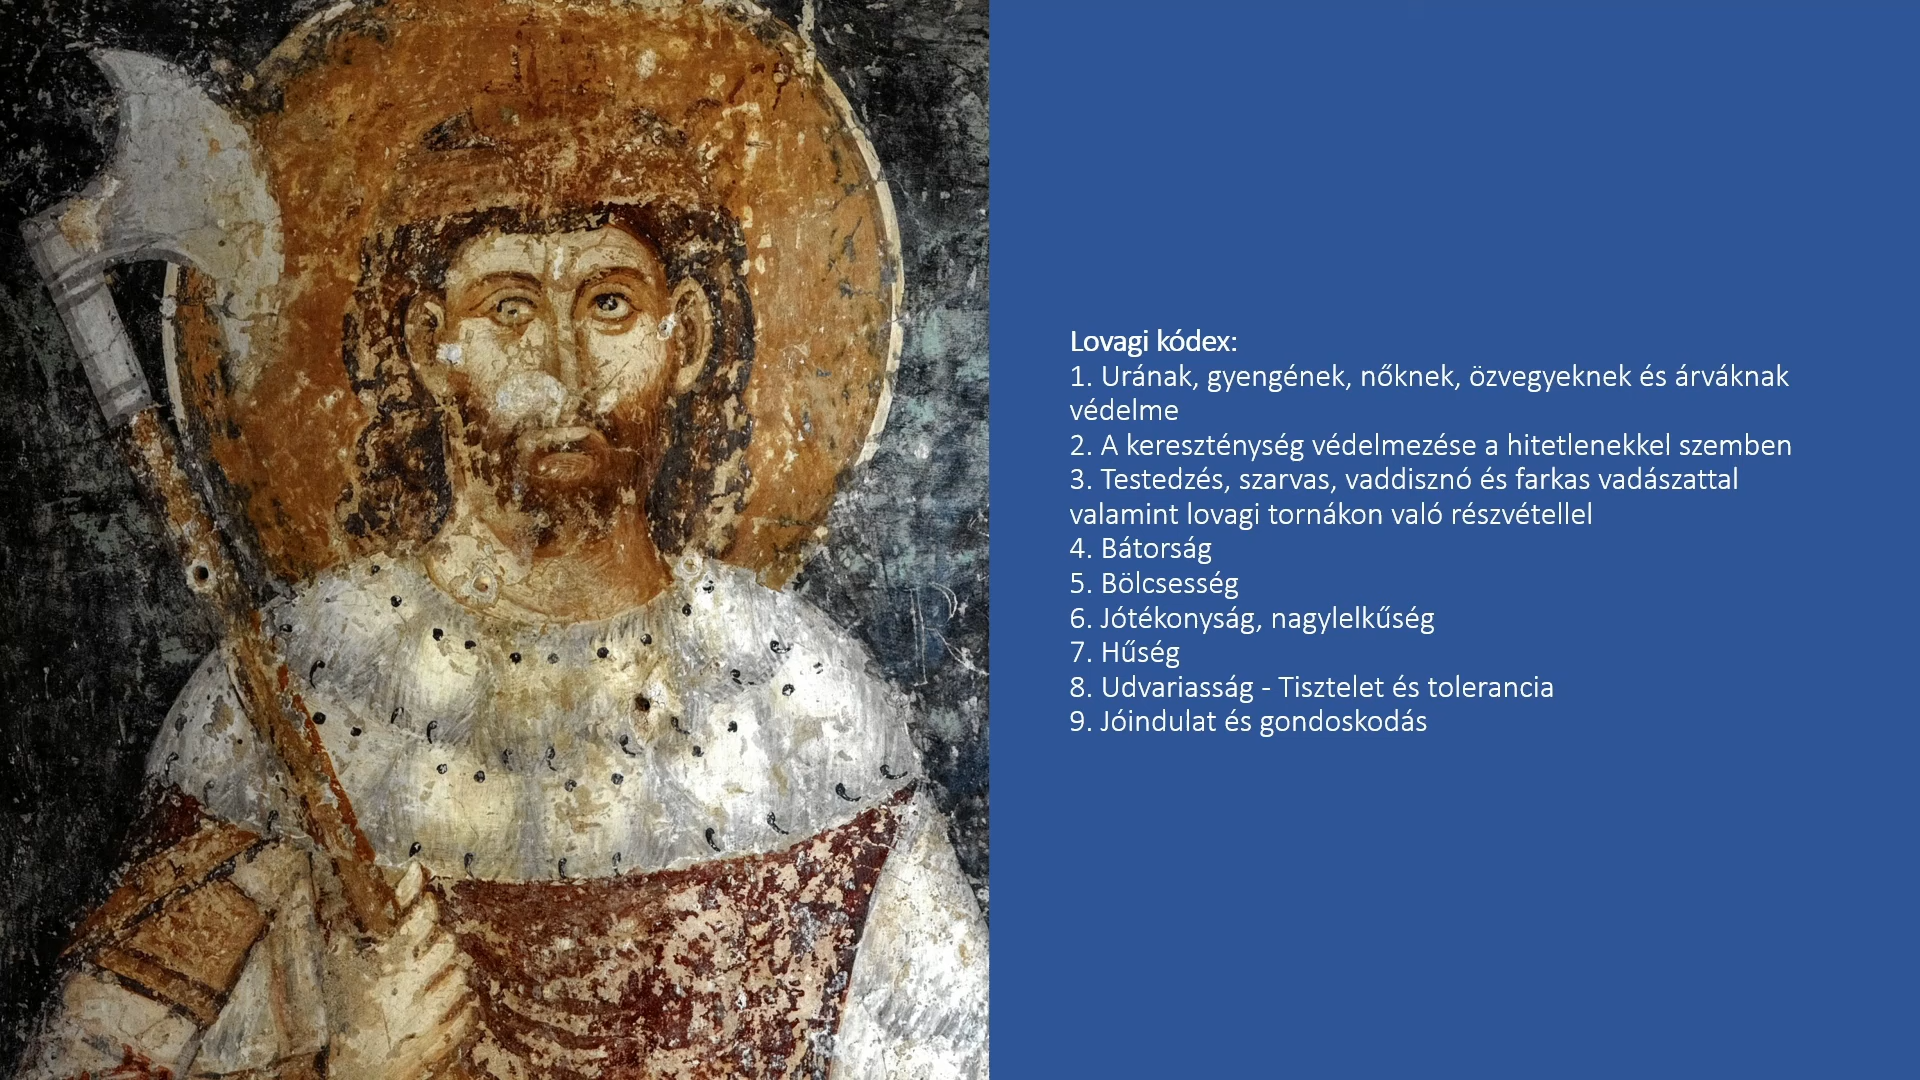 Lovagi kódex:
1. Urának, gyengének, nőknek, özvegyeknek és árváknak
védelme
2. A kereszténység védelmezése a hitetlenekkel szemben
3. Testedzés, szarvas, vaddisznó és farkas vadászattal
valamint lovagi tornákon való részvétellel
4. Bátorság
5. Bölcsesség
6. Jótékonyság, nagylelkűség
7. Hűség
8. Udvariasság - Tisztelet és tolerancia
9. Jóindulat és gondoskodás